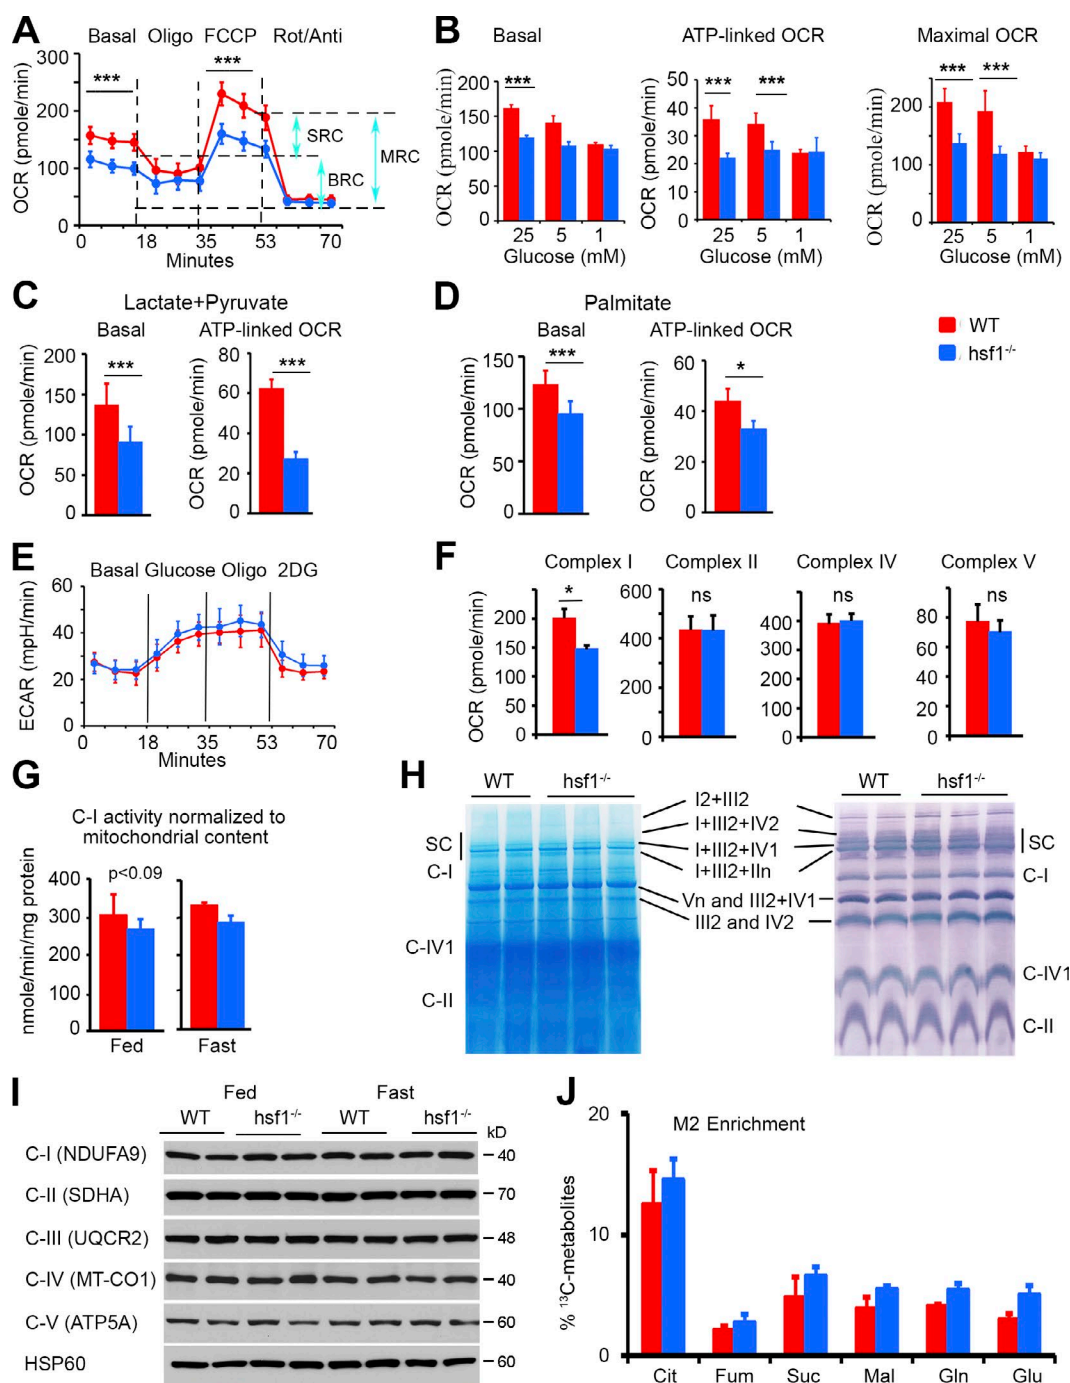 A
Basal Oligo FCCP Rot/Anti
OCR (pmole/min)
300
200
100
50
0
***
***
SRC
BRC
MRC
0 18 35 53 70
Minutes
B
Basal
OCR (pmole/min)
150
100
50
0
***
25 5 1
Glucose (mM)
ATP-linked OCR
OCR (pmole/min)
50
40
30
20
10
0
***
***
25 5 1
Glucose (mM)
Maximal OCR
OCR (pmole/min)
200
150
100
50
0
***
***
25 5 1
Glucose (mM)
C
Lactate+Pyruvate
Basal
OCR (pmole/min)
200
150
100
50
0
***
ATP-linked OCR
OCR (pmole/min)
80
60
40
20
0
***
D
Palmitate
Basal
OCR (pmole/min)
150
100
50
0
***
ATP-linked OCR
OCR (pmole/min)
60
40
20
0
*
WT
hsf1-/-
E
Basal Glucose Oligo 2DG
ECAR (mpH/min)
60
40
20
0
0 18 35 53 70
Minutes
F
Complex I
OCR (pmole/min)
200
150
100
50
0
*
Complex II
600
400
200
0
ns
Complex IV
400
300
200
100
0
ns
Complex V
80
60
40
20
0
ns
G
C-I activity normalized to
mitochondrial content
nmole/min/mg protein
400
300
300
100
0
p<0.09
Fed
Fast
H
WT hsf1-/-
SC
C-I
C-IV1
C-II
I2+III2
I+III2+IV2
I+III2+IV1
I+III2+IIn
Vn and III2+IV1
III2 and IV2
WT hsf1-/-
SC
C-I
C-IV1
C-II
I
Fed Fast
WT hsf1-/- WT hsf1-/-
kD
C-I (NDUFA9) 40
C-II (SDHA) 70
C-III (UQCR2) 48
C-IV (MT-CO1) 40
C-V (ATP5A) 60
HSP60 60
J
M2 Enrichment
% 13C-metabolites
20
10
0
Cit Fum Suc Mal Gln Glu